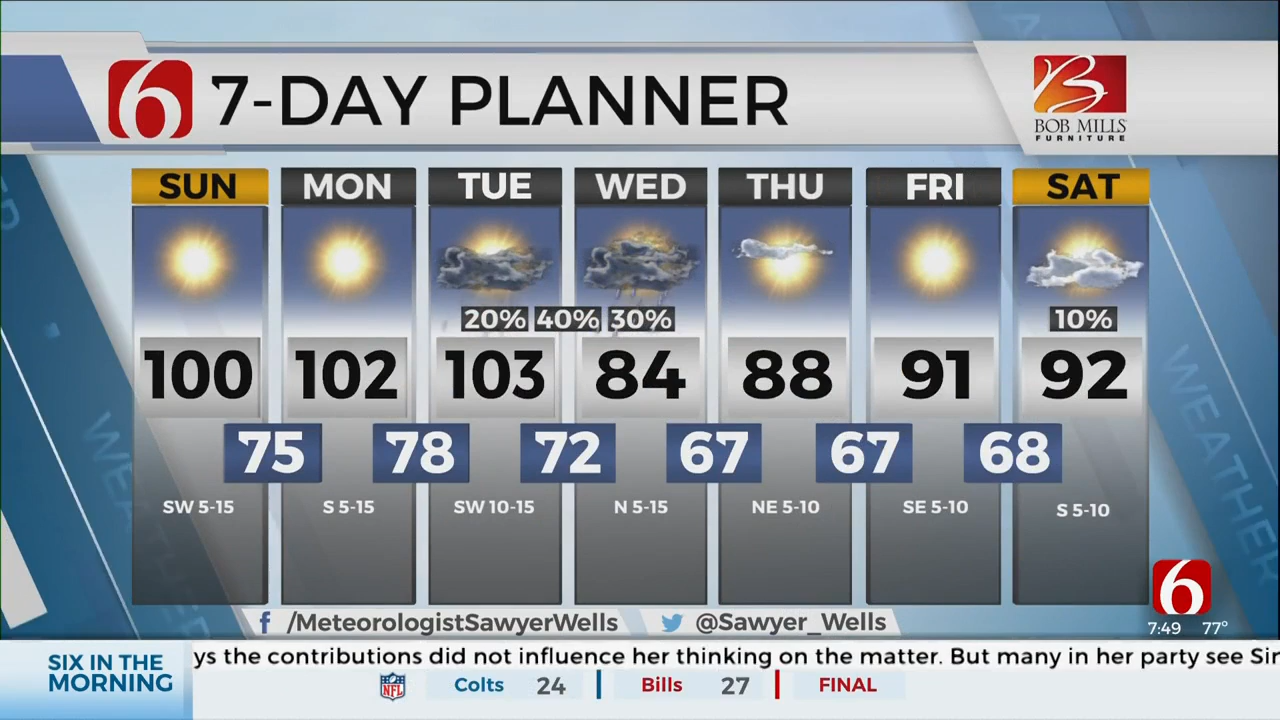 6 7-DAY PLANNER
B
BOB MILLS
FURNITURE
SUN MON TUE WED THU FRI SAT
20% 40% 30% 10%
100 102 103 84 88 91 92
75 78 72 67 67 68
SW 5-15 S 5-15 SW 10-15 N 5-15 NE 5-10 SE 5-10 S 5-10
f /MeteorologistSawyerWells @Sawyer_Wells
6
7:49 77°
SIX IN THE
MORNING
ys the contributions did not influence her thinking on the matter. But many in her party see Sin
NFL Colts 24 Bills 27 FINAL